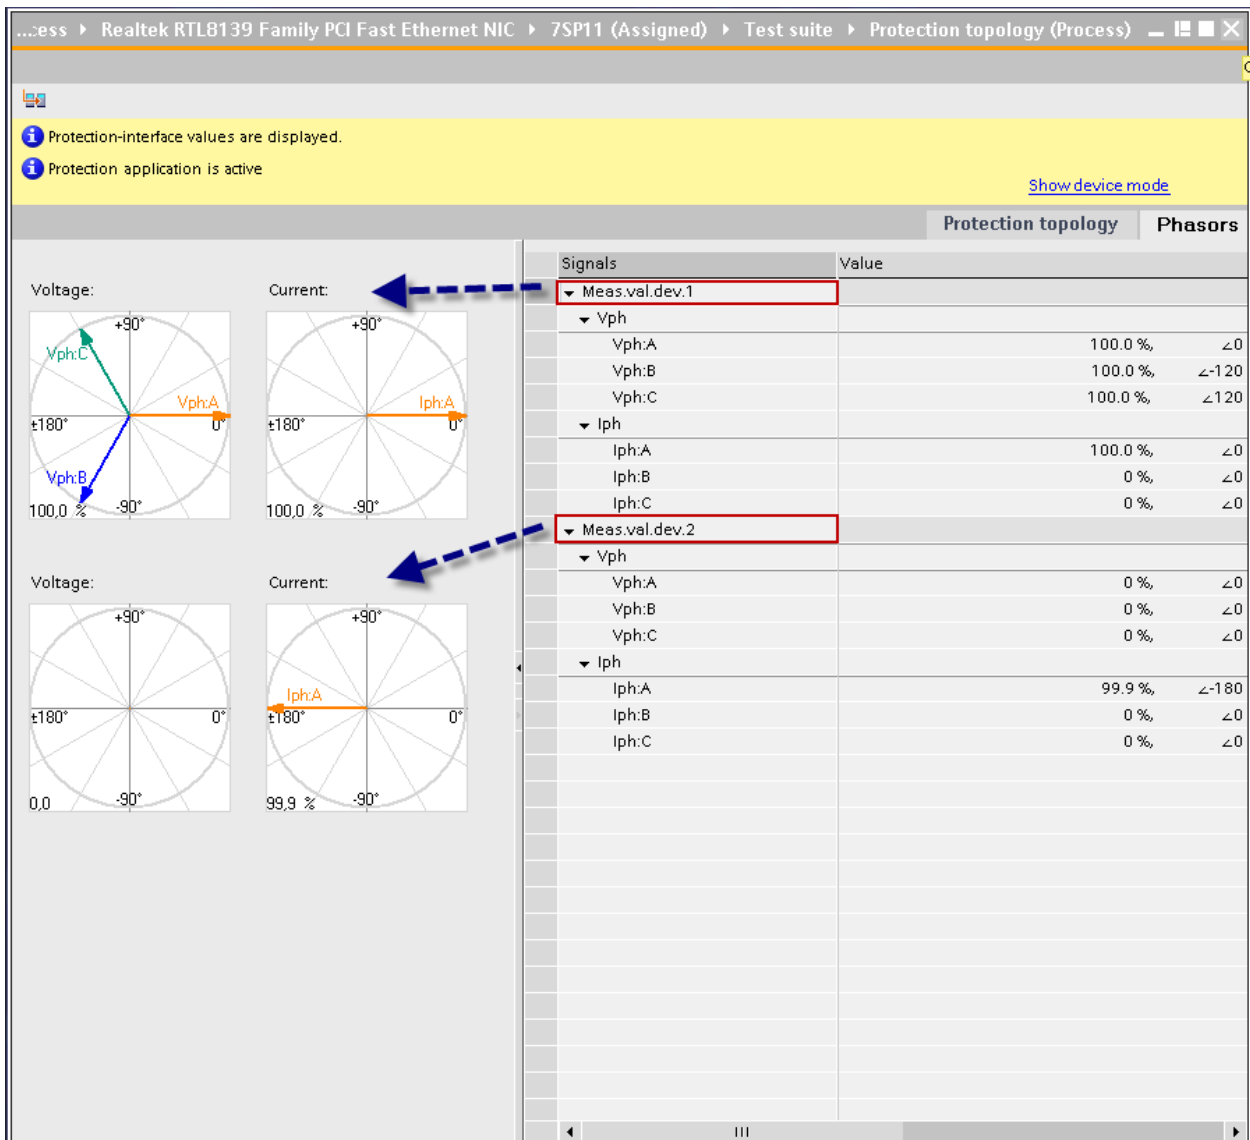 ...:ess ▸ Realtek RTL8139 Family PCI Fast Ethernet NIC ▸ 7SP11 (Assigned) ▸ Test suite ▸ Protection topology (Process)
Protection-interface values are displayed.
Protection application is active
Show device mode
Protection topology Phasors
Signals Value
Voltage: Current:
+90° Vph:C Vph:A ±180° 0° Vph:B -90° 100,0 %
+90° Iph:A ±180° 0° -90° 100,0 %
Meas.val.dev.1
Vph
Vph:A 100.0 %, ∠0
Vph:B 100.0 %, ∠-120
Vph:C 100.0 %, ∠120
Iph
Iph:A 100.0 %, ∠0
Iph:B 0 %, ∠0
Iph:C 0 %, ∠0
Voltage: Current:
+90° ±180° 0° -90° 0,0
+90° Iph:A ±180° 0° -90° 99,9 %
Meas.val.dev.2
Vph
Vph:A 0 %, ∠0
Vph:B 0 %, ∠0
Vph:C 0 %, ∠0
Iph
Iph:A 99.9 %, ∠-180
Iph:B 0 %, ∠0
Iph:C 0 %, ∠0